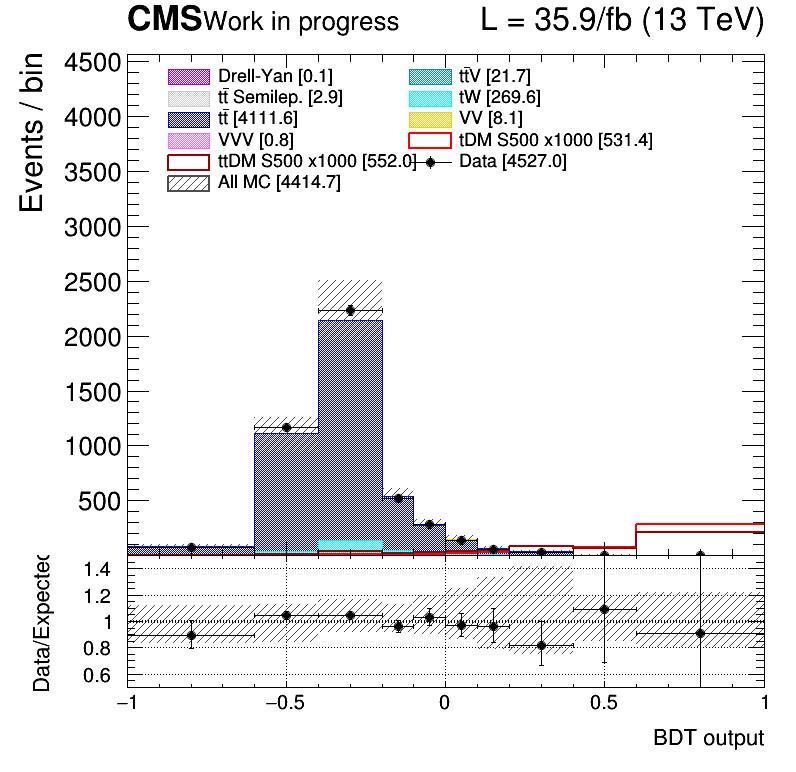 CMS Work in progress L = 35.9/fb (13 TeV)
Events / bin
4500
4000
3500
3000
2500
2000
1500
1000
500
Drell-Yan [0.1] tt̄V [21.7]
tt̄ Semilep. [2.9] tW [269.6]
tt̄ [4111.6] VV [8.1]
VVV [0.8] tDM S500 x1000 [531.4]
ttDM S500 x1000 [552.0] Data [4527.0]
All MC [4414.7]
Data/Expected
1.4
1.2
1
0.8
0.6
−1 −0.5 0 0.5 1
BDT output